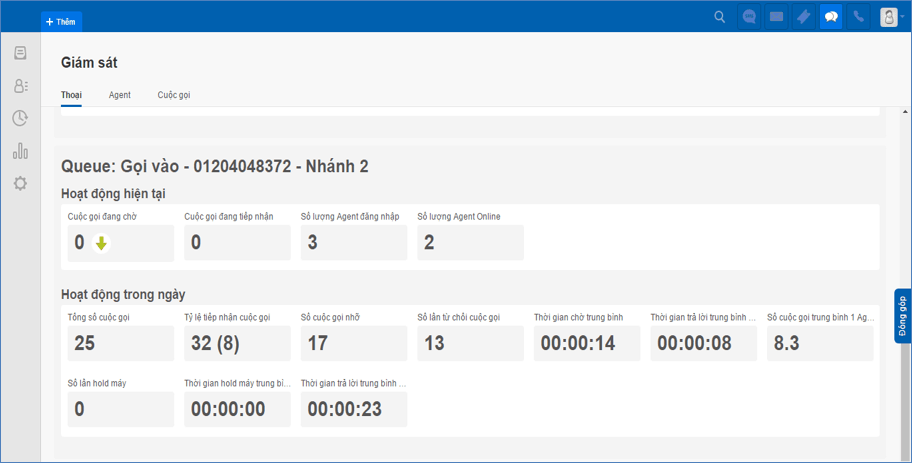 + Thêm
Giám sát
Thoại Agent Cuộc gọi
Queue: Gọi vào - 01204048372 - Nhánh 2
Hoạt động hiện tại
Cuộc gọi đang chờ Cuộc gọi đang tiếp nhận Số lượng Agent đăng nhập Số lượng Agent Online
0 0 3 2
Hoạt động trong ngày
Tổng số cuộc gọi Tỷ lệ tiếp nhận cuộc gọi Số cuộc gọi nhỡ Số lần từ chối cuộc gọi Thời gian chờ trung bình Thời gian trả lời trung bình ... Số cuộc gọi trung bình 1 Ag...
25 32 (8) 17 13 00:00:14 00:00:08 8.3
Số lần hold máy Thời gian hold máy trung bì... Thời gian trả lời trung bình ...
0 00:00:00 00:00:23
Đóng góp